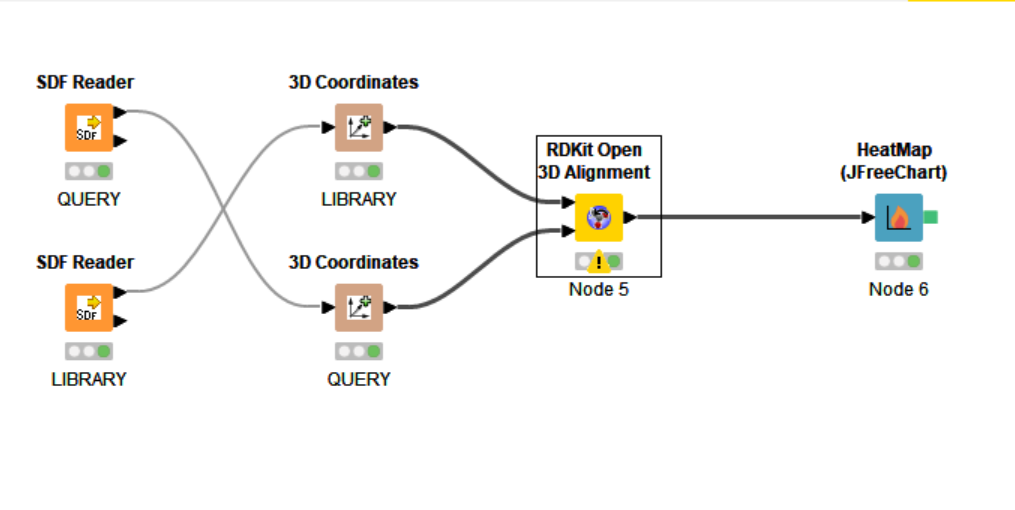 SDF Reader
SDF
QUERY
3D Coordinates
LIBRARY
RDKit Open
3D Alignment
!
Node 5
HeatMap
(JFreeChart)
Node 6
SDF Reader
SDF
LIBRARY
3D Coordinates
QUERY